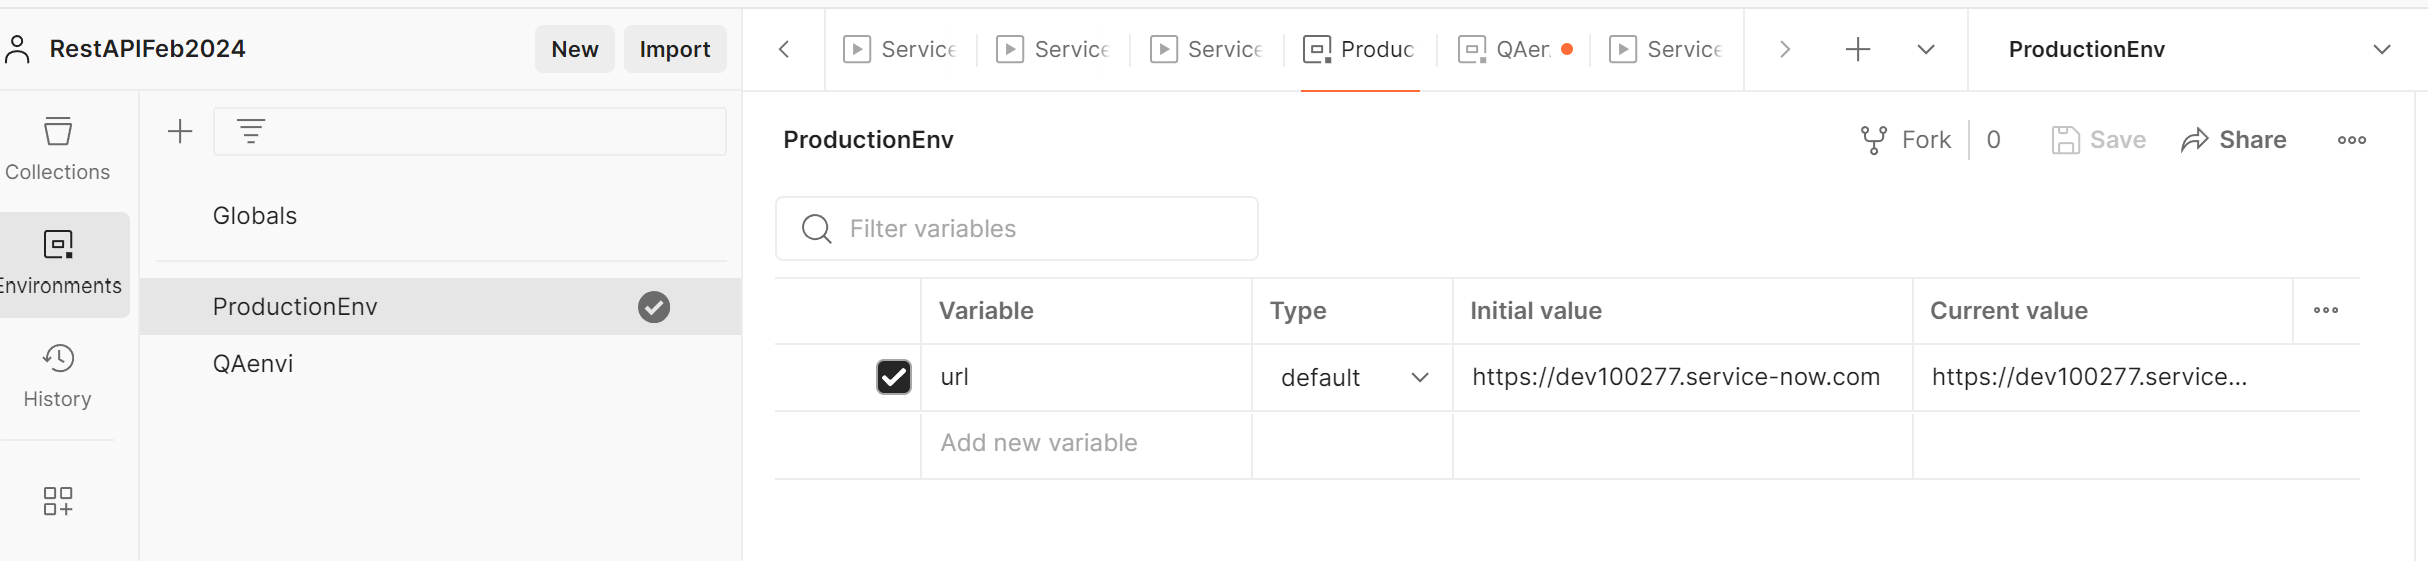 RestAPIFeb2024
New
Import
Service
Service
Service
Produc
QAen
Service
ProductionEnv
Collections
Environments
History
Globals
ProductionEnv
QAenvi
ProductionEnv
Fork
0
Save
Share
Filter variables
Variable
Type
Initial value
Current value
url
default
https://dev100277.service-now.com
https://dev100277.service...
Add new variable